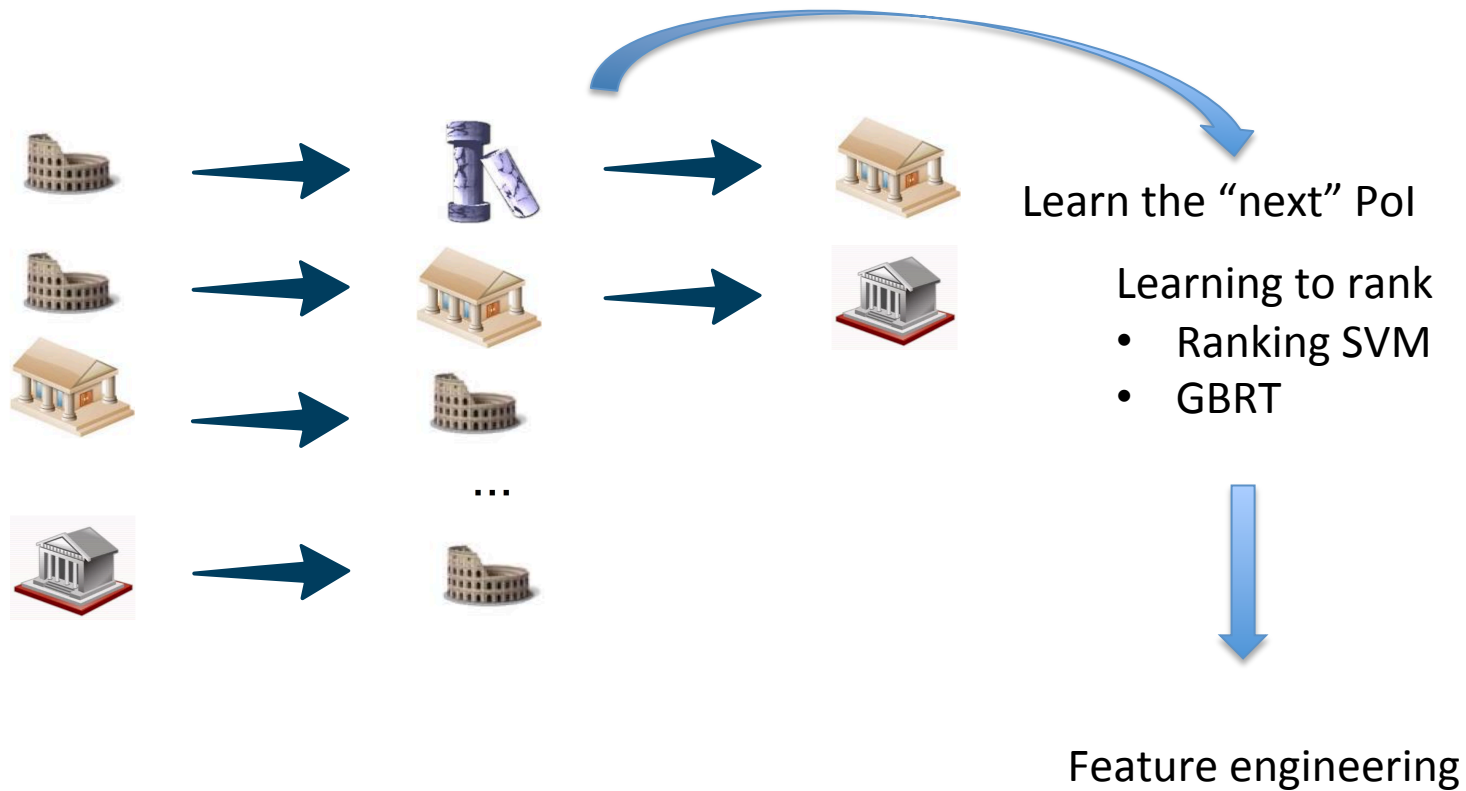 Learn the “next” PoI
Learning to rank
• Ranking SVM
• GBRT
...
Feature engineering